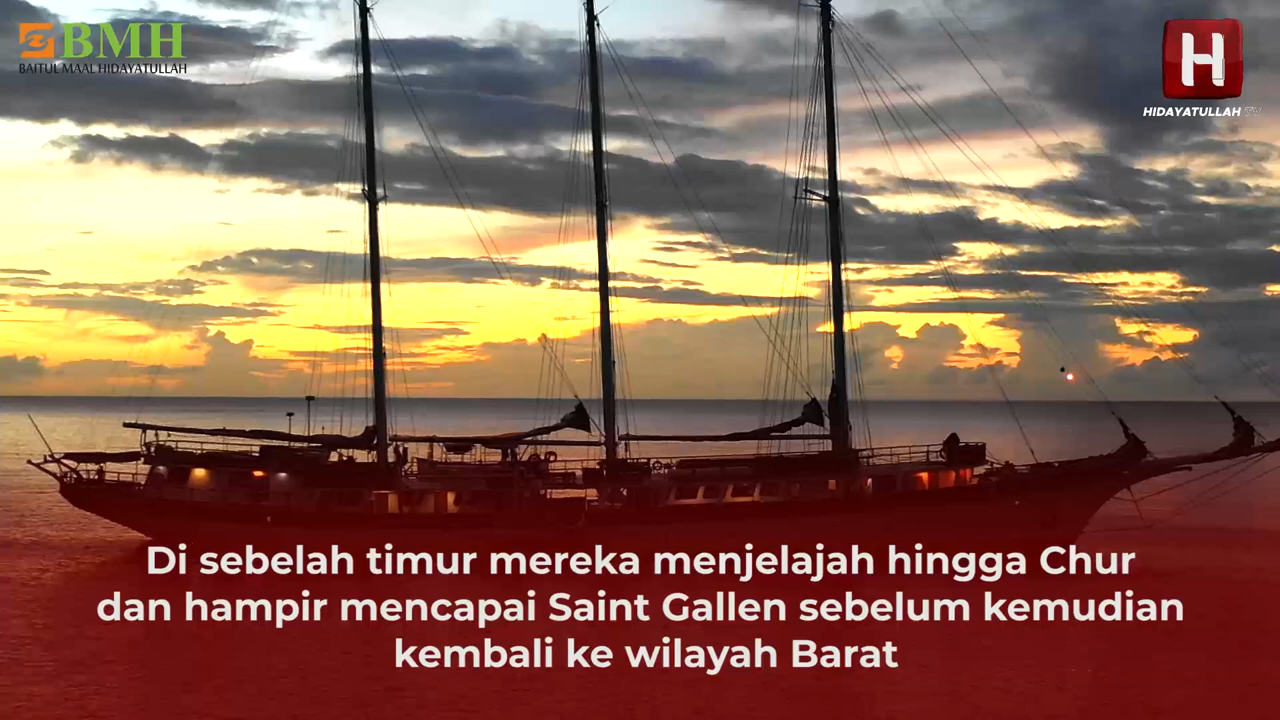 BMH
BAITUL MAAL HIDAYATULLAH
H
HIDAYATULLAH TV
Di sebelah timur mereka menjelajah hingga Chur
dan hampir mencapai Saint Gallen sebelum kemudian
kembali ke wilayah Barat